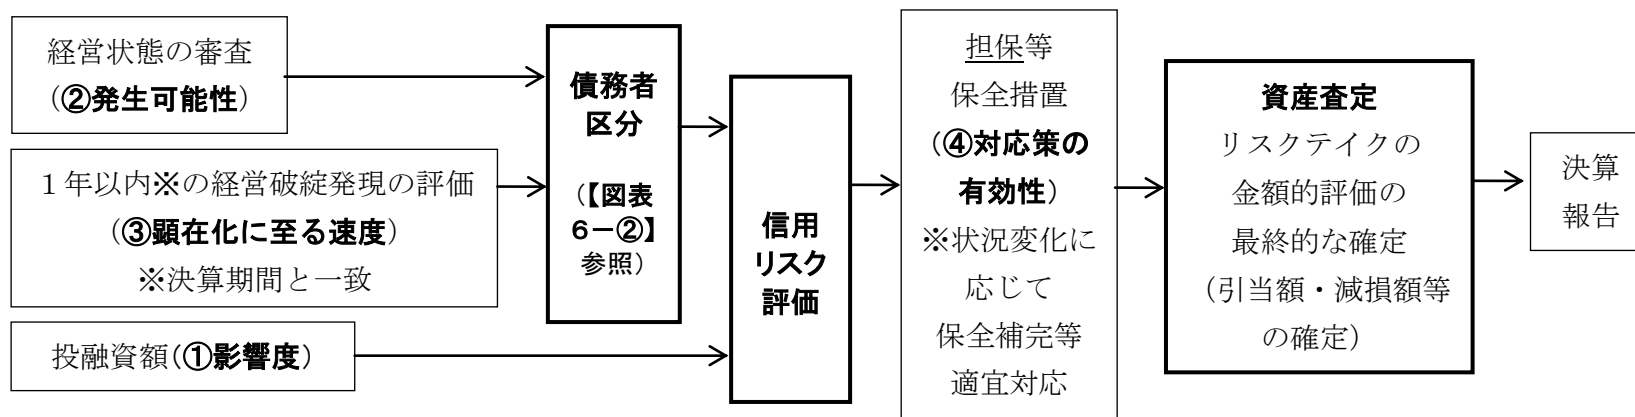 経営状態の審査
（②発生可能性）
１年以内※の経営破綻発現の評価
（③顕在化に至る速度）
※決算期間と一致
投融資額(①影響度）
債務者
区分
（【図表
６－②】
参照）
信用
リスク
評価
担保等
保全措置
（④対応策の
有効性）
※状況変化に
応じて
保全補完等
適宜対応
資産査定
リスクテイクの
金額的評価の
最終的な確定
（引当額・減損額等
の確定）
決算
報告